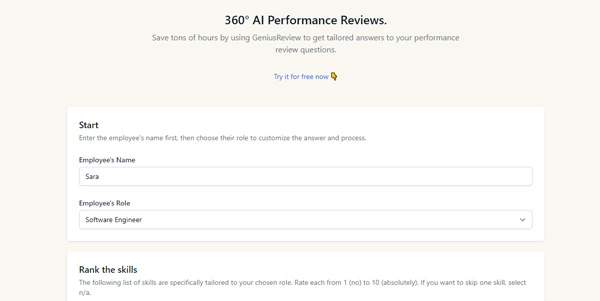 360° AI Performance Reviews.
Save tons of hours by using GeniusReview to get tailored answers to your performance
review questions.
Try it for free now 👇
Start
Enter the employee's name first, then choose their role to customize the answer and process.
Employee's Name
Sara
Employee's Role
Software Engineer
Rank the skills
The following list of skills are specifically tailored to your chosen role. Rate each from 1 (no) to 10 (absolutely). If you want to skip one skill, select
n/a.